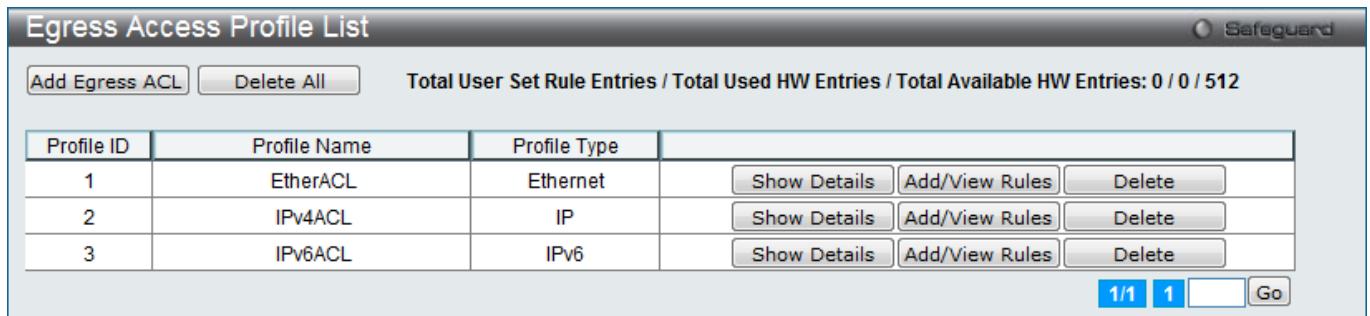 Egress Access Profile List Safeguard
Add Egress ACL Delete All Total User Set Rule Entries / Total Used HW Entries / Total Available HW Entries: 0 / 0 / 512
Profile ID Profile Name Profile Type
1 EtherACL Ethernet Show Details Add/View Rules Delete
2 IPv4ACL IP Show Details Add/View Rules Delete
3 IPv6ACL IPv6 Show Details Add/View Rules Delete
1/1 1 Go